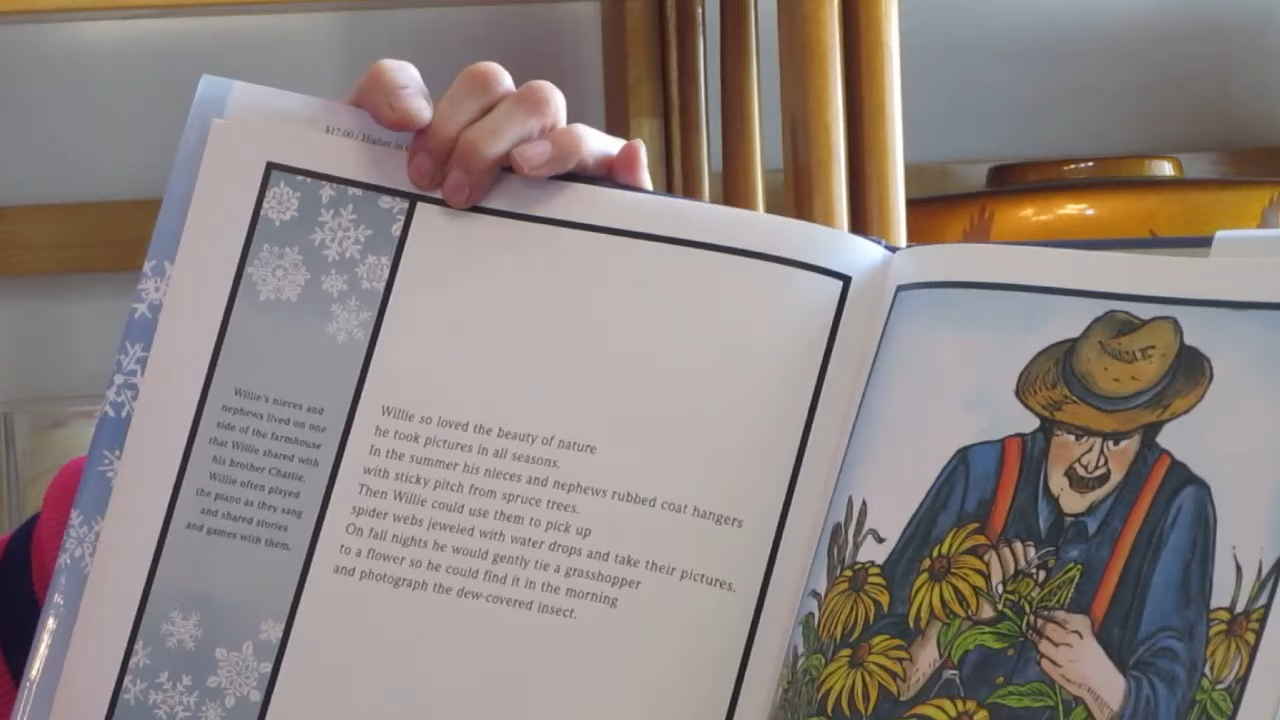 $17.00 / Higher in
Willie's nieces and
nephews lived on one
side of the farmhouse
that Willie shared with
his brother Charlie.
Willie often played
the piano as they sang
and shared stories
and games with them.
Willie so loved the beauty of nature
he took pictures in all seasons.
In the summer his nieces and nephews rubbed coat hangers
with sticky pitch from spruce trees.
Then Willie could use them to pick up
spider webs jeweled with water drops and take their pictures.
On fall nights he would gently tie a grasshopper
to a flower so he could find it in the morning
and photograph the dew-covered insect.